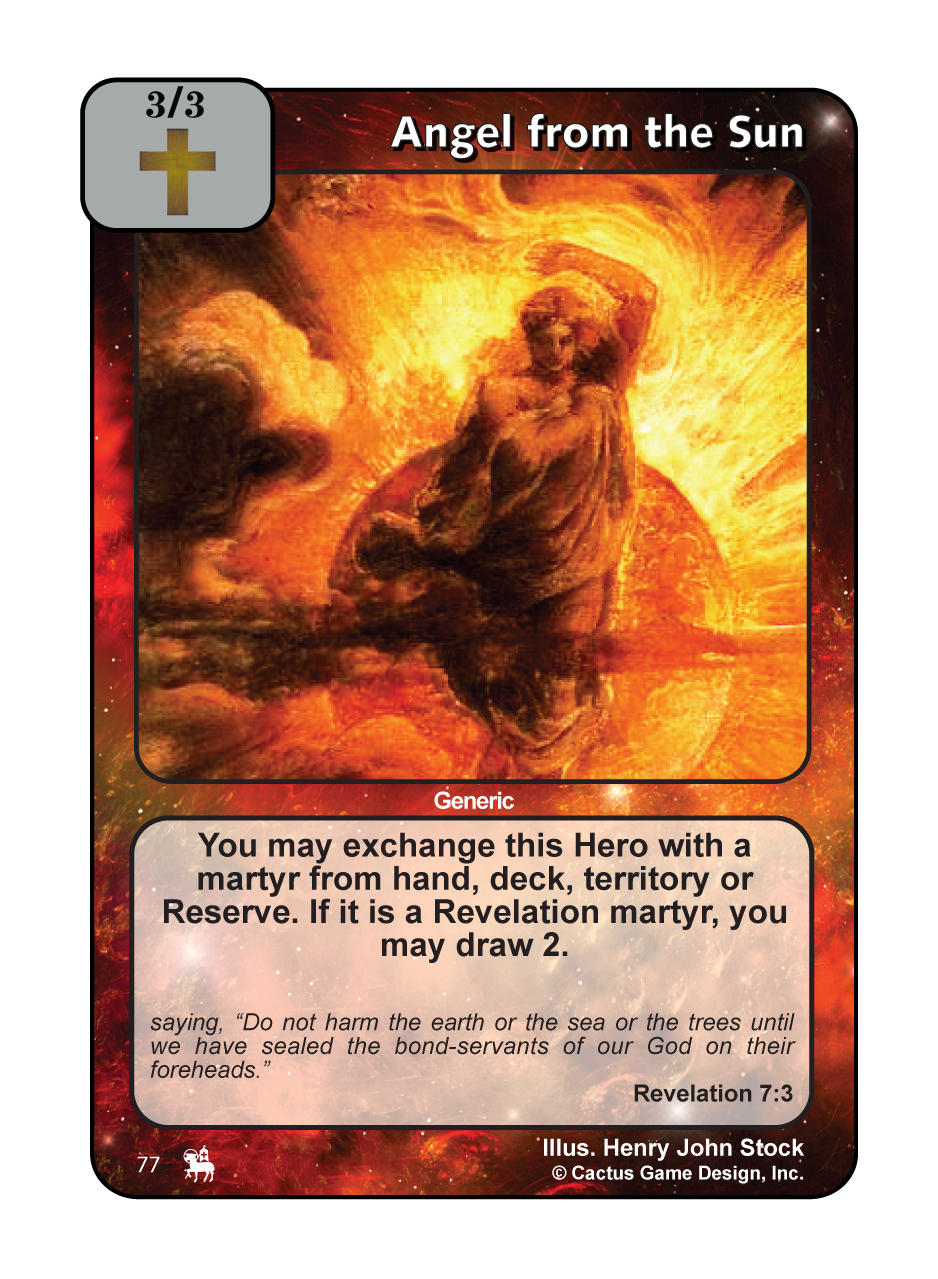 3/3
Angel from the Sun
Generic
You may exchange this Hero with a
martyr from hand, deck, territory or
Reserve. If it is a Revelation martyr, you
may draw 2.
saying, “Do not harm the earth or the sea or the trees until
we have sealed the bond-servants of our God on their
foreheads.”
Revelation 7:3
77
Illus. Henry John Stock
© Cactus Game Design, Inc.